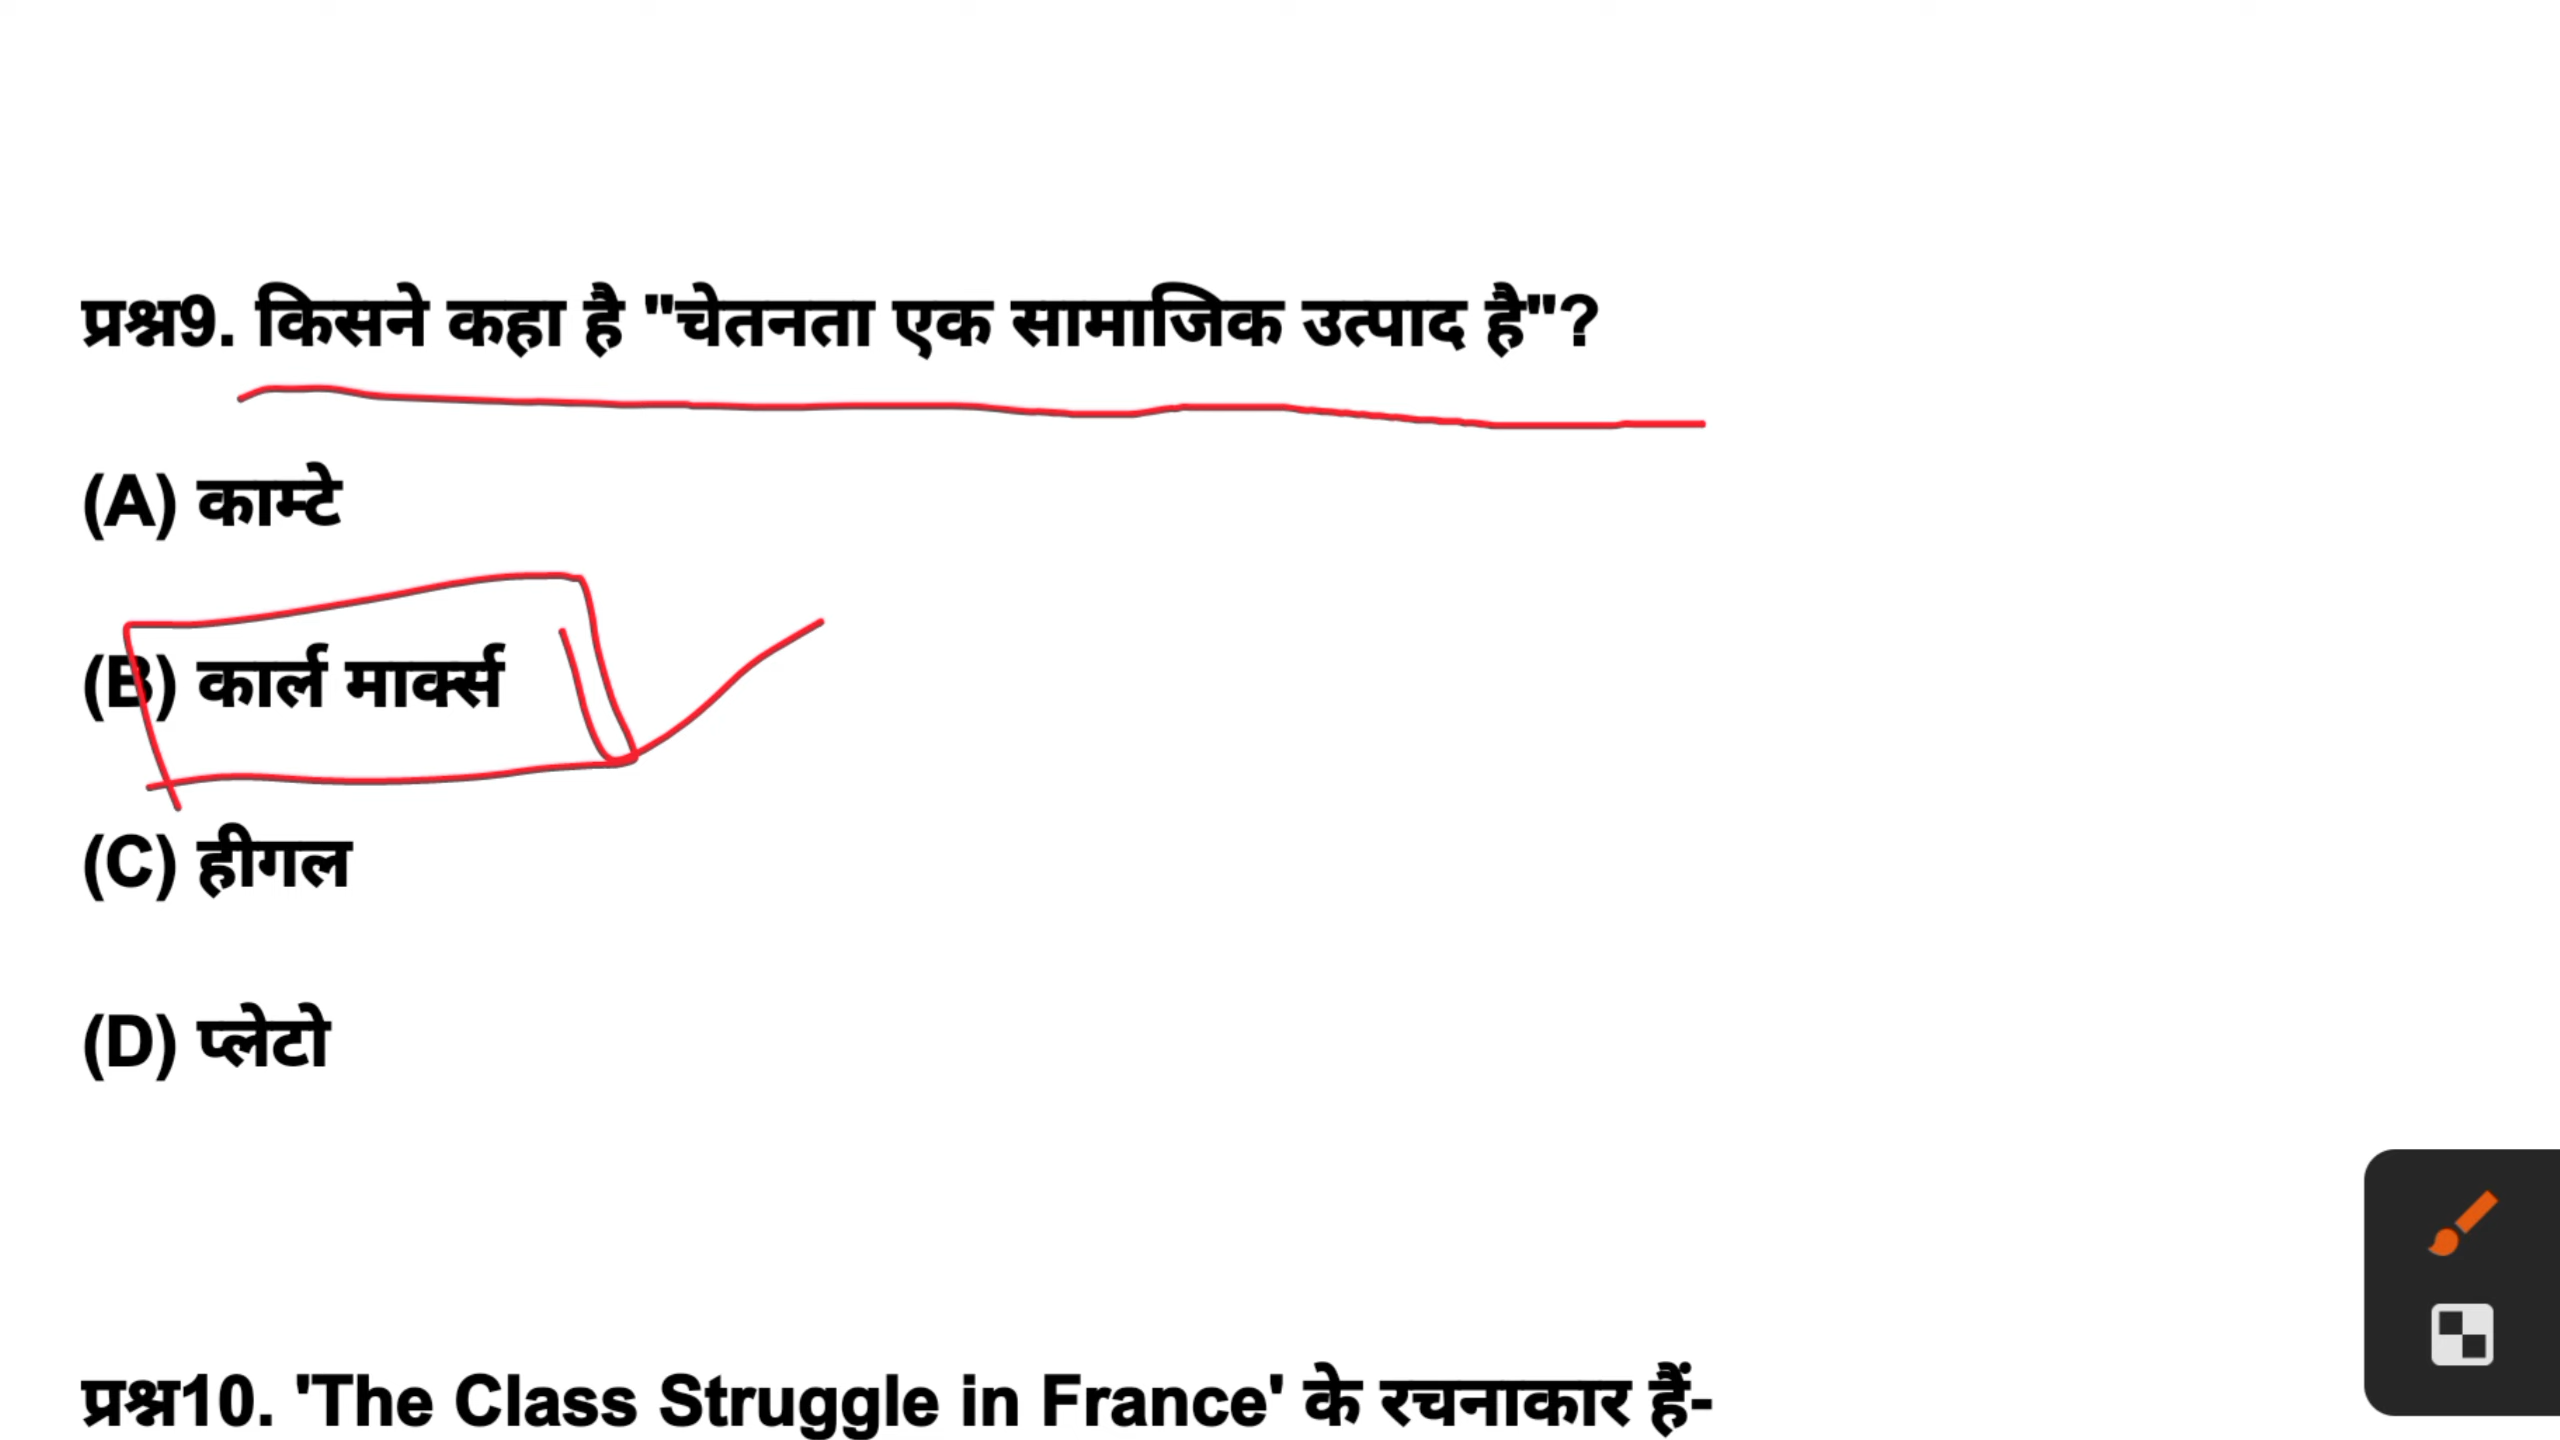 प्रश्न9. किसने कहा है "चेतनता एक सामाजिक उत्पाद है"?
(A) काम्टे
(B) कार्ल मार्क्स
(C) हीगल
(D) प्लेटो
प्रश्न10. 'The Class Struggle in France' के रचनाकार हैं-